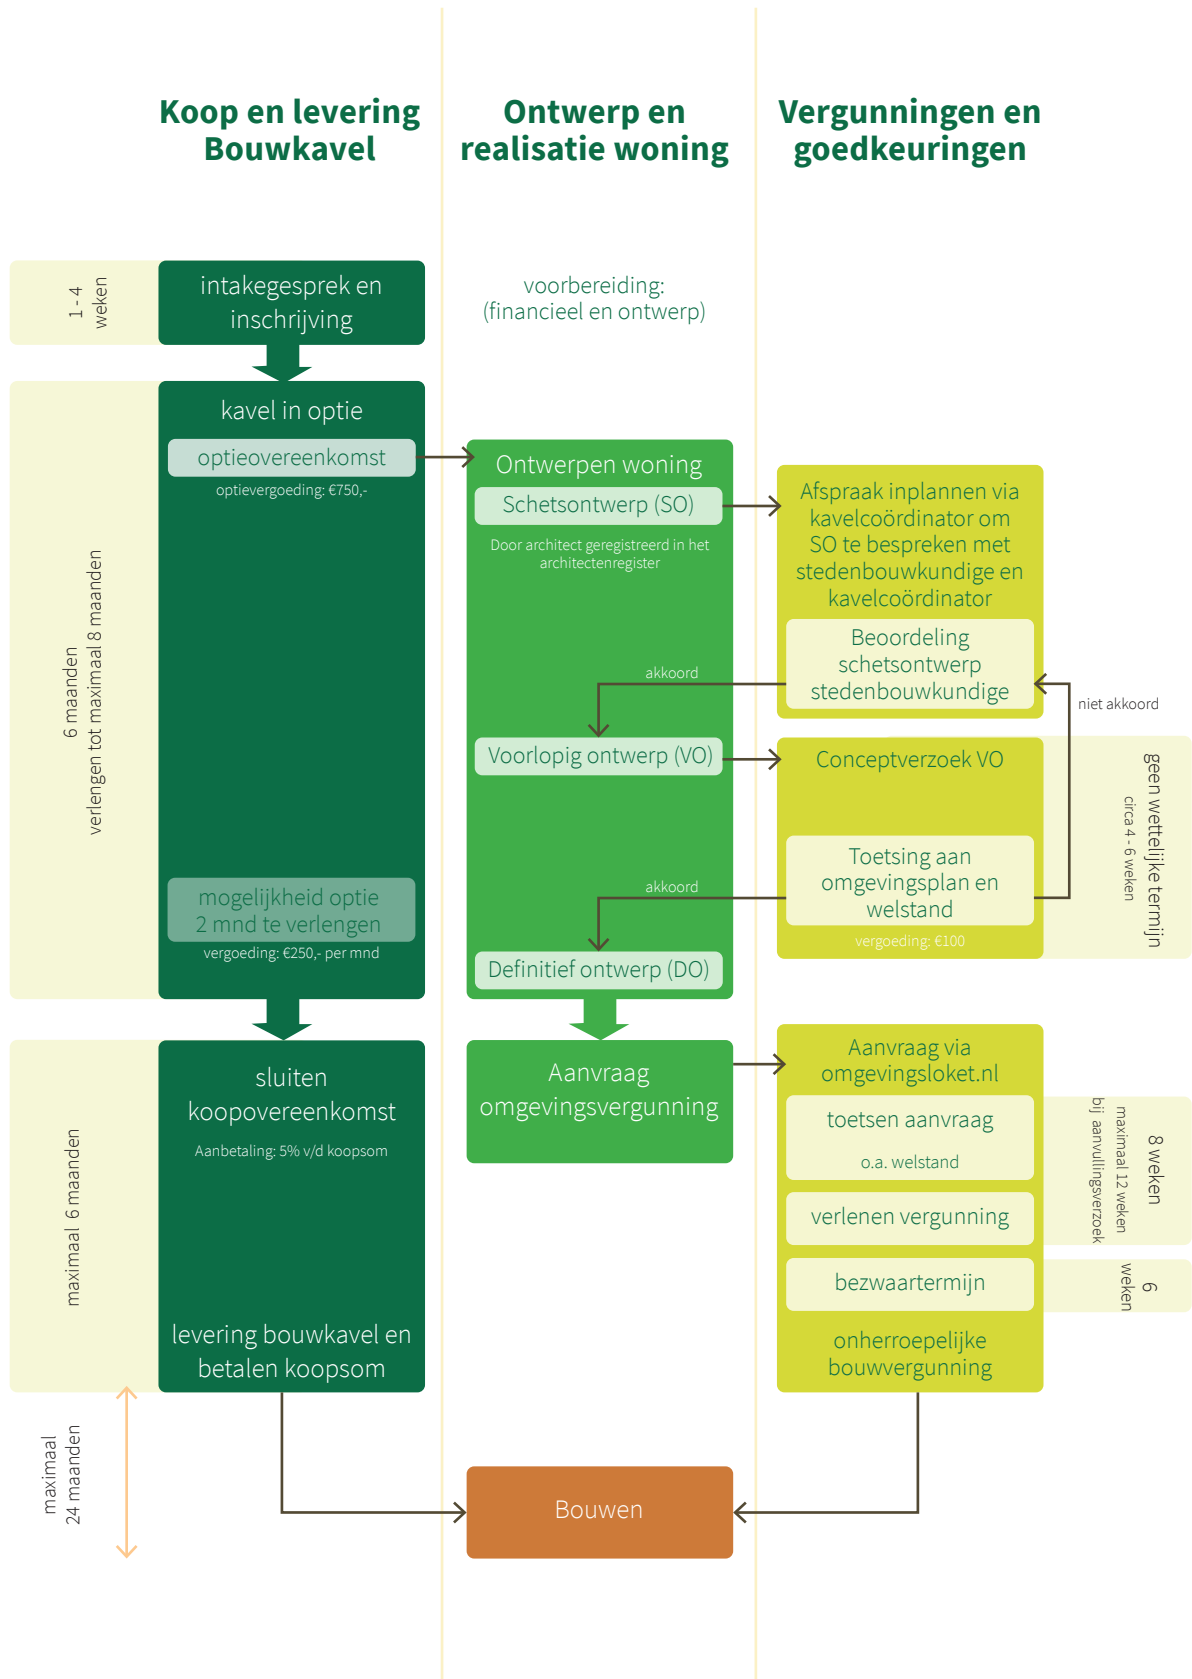 Koop en levering
Bouwkavel
Ontwerp en
realisatie woning
Vergunningen en
goedkeuringen
1 - 4
weken
intakegesprek en
inschrijving
voorbereiding:
(financieel en ontwerp)
6 maanden
verlengen tot maximaal 8 maanden
kavel in optie
optieovereenkomst
optievergoeding: €750,-
mogelijkheid optie
2 mnd te verlengen
vergoeding: €250,- per mnd
Ontwerpen woning
Schetsontwerp (SO)
Door architect geregistreerd in het
architectenregister
akkoord
Voorlopig ontwerp (VO)
akkoord
Definitief ontwerp (DO)
Afspraak inplannen via
kavelcoördinator om
SO te bespreken met
stedenbouwkundige en
kavelcoördinator
Beoordeling
schetsontwerp
stedenbouwkundige
niet akkoord
Conceptverzoek VO
Toetsing aan
omgevingsplan en
welstand
vergoeding: €100
geen wettelijke termijn
circa 4 - 6 weken
maximaal 6 maanden
sluiten
koopovereenkomst
Aanbetaling: 5% v/d koopsom
levering bouwkavel en
betalen koopsom
Aanvraag
omgevingsvergunning
Aanvraag via
omgevingsloket.nl
toetsen aanvraag
o.a. welstand
verlenen vergunning
bezwaartermijn
onherroepelijke
bouwvergunning
8 weken
maximaal 12 weken
bij aanvullingsverzoek
6
weken
maximaal
24 maanden
Bouwen